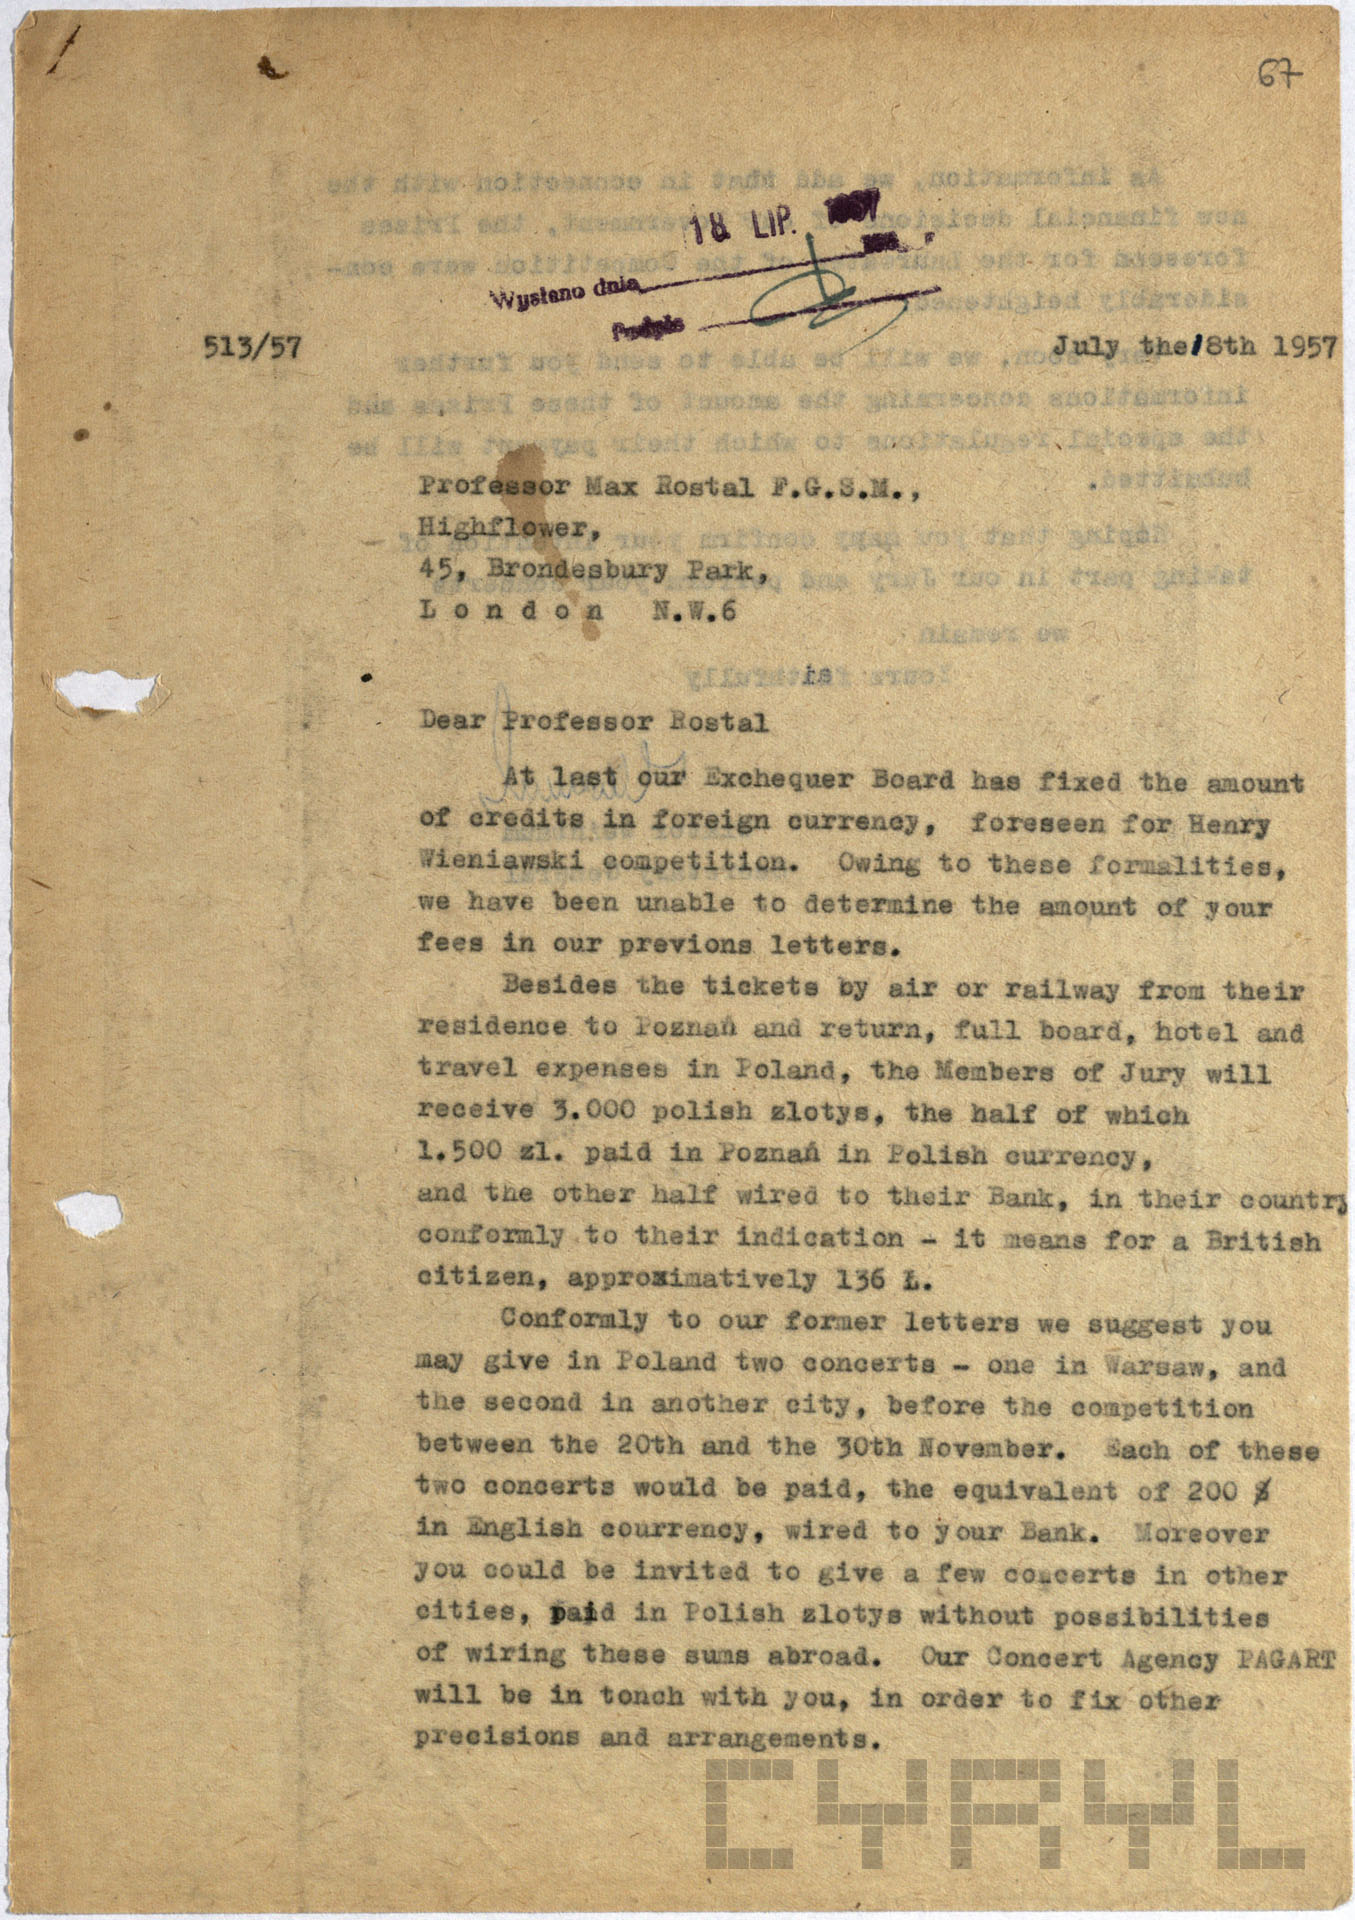 67
18. LIP. 1957
Wysłano dnia
Podpis
513/57
July the 18th 1957
Professor Max Rostal F.G.S.M.,
Highflower,
45, Brondesbury Park,
L o n d o n   N.W.6
Dear Professor Rostal
At last our Exchequer Board has fixed the amount
of credits in foreign currency, foreseen for Henry
Wieniawski competition. Owing to these formalities,
we have been unable to determine the amount of your
fees in our previons letters.
Besides the tickets by air or railway from their
residence to Poznań and return, full board, hotel and
travel expenses in Poland, the Members of Jury will
receive 3.000 polish zlotys, the half of which
1.500 zl. paid in Poznań in Polish currency,
and the other half wired to their Bank, in their country
conformly to their indication - it means for a British
citizen, approximatively 136 Ł.
Conformly to our former letters we suggest you
may give in Poland two concerts - one in Warsaw, and
the second in another city, before the competition
between the 20th and the 30th November. Each of these
two concerts would be paid, the equivalent of 200 $
in English courrency, wired to your Bank. Moreover
you could be invited to give a few concerts in other
cities, paid in Polish zlotys without possibilities
of wiring these sums abroad. Our Concert Agency PAGART
will be in tonch with you, in order to fix other
precisions and arrangements.
CYRYL